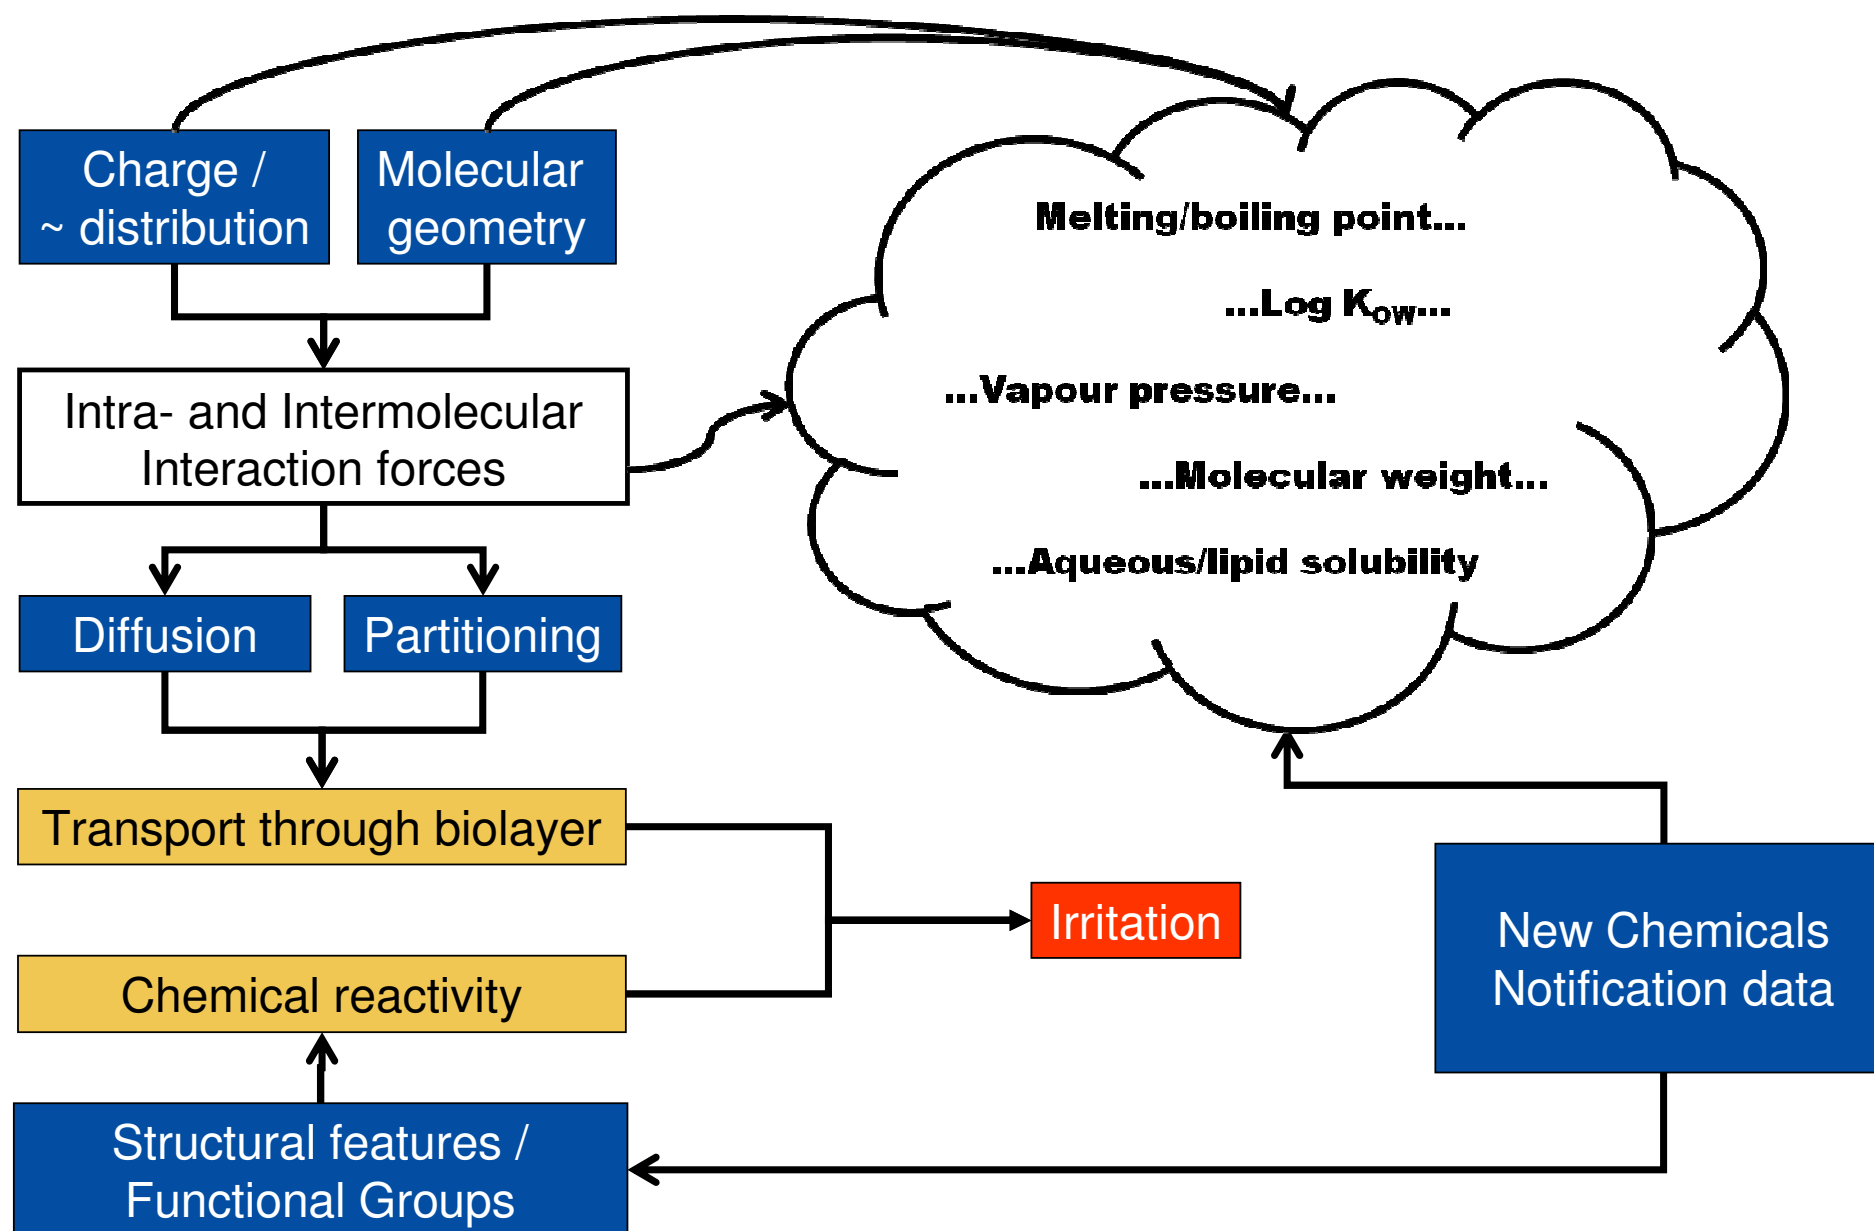 Charge /
~ distribution
Molecular
geometry
Melting/boiling point...
...Log KOW...
...Vapour pressure...
...Molecular weight...
...Aqueous/lipid solubility
Intra- and Intermolecular
Interaction forces
Diffusion
Partitioning
Transport through biolayer
Irritation
Chemical reactivity
New Chemicals
Notification data
Structural features /
Functional Groups